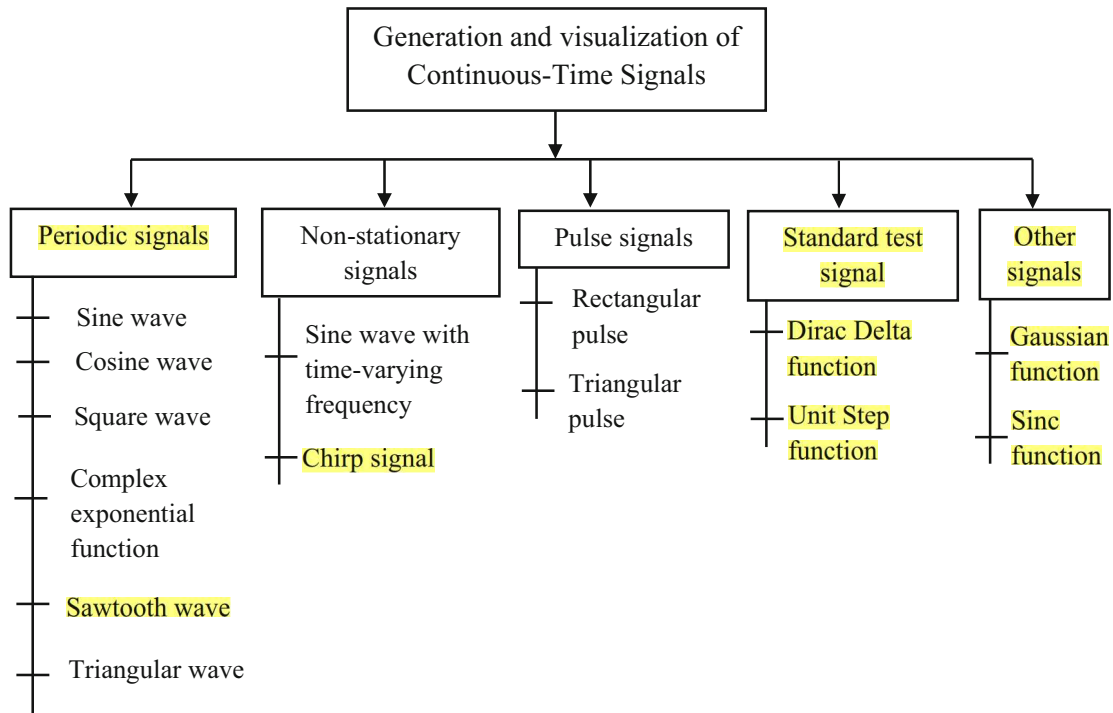 Generation and visualization of
Continuous-Time Signals
Periodic signals
Sine wave
Cosine wave
Square wave
Complex
exponential
function
Sawtooth wave
Triangular wave
Non-stationary
signals
Sine wave with
time-varying
frequency
Chirp signal
Pulse signals
Rectangular
pulse
Triangular
pulse
Standard test
signal
Dirac Delta
function
Unit Step
function
Other
signals
Gaussian
function
Sinc
function